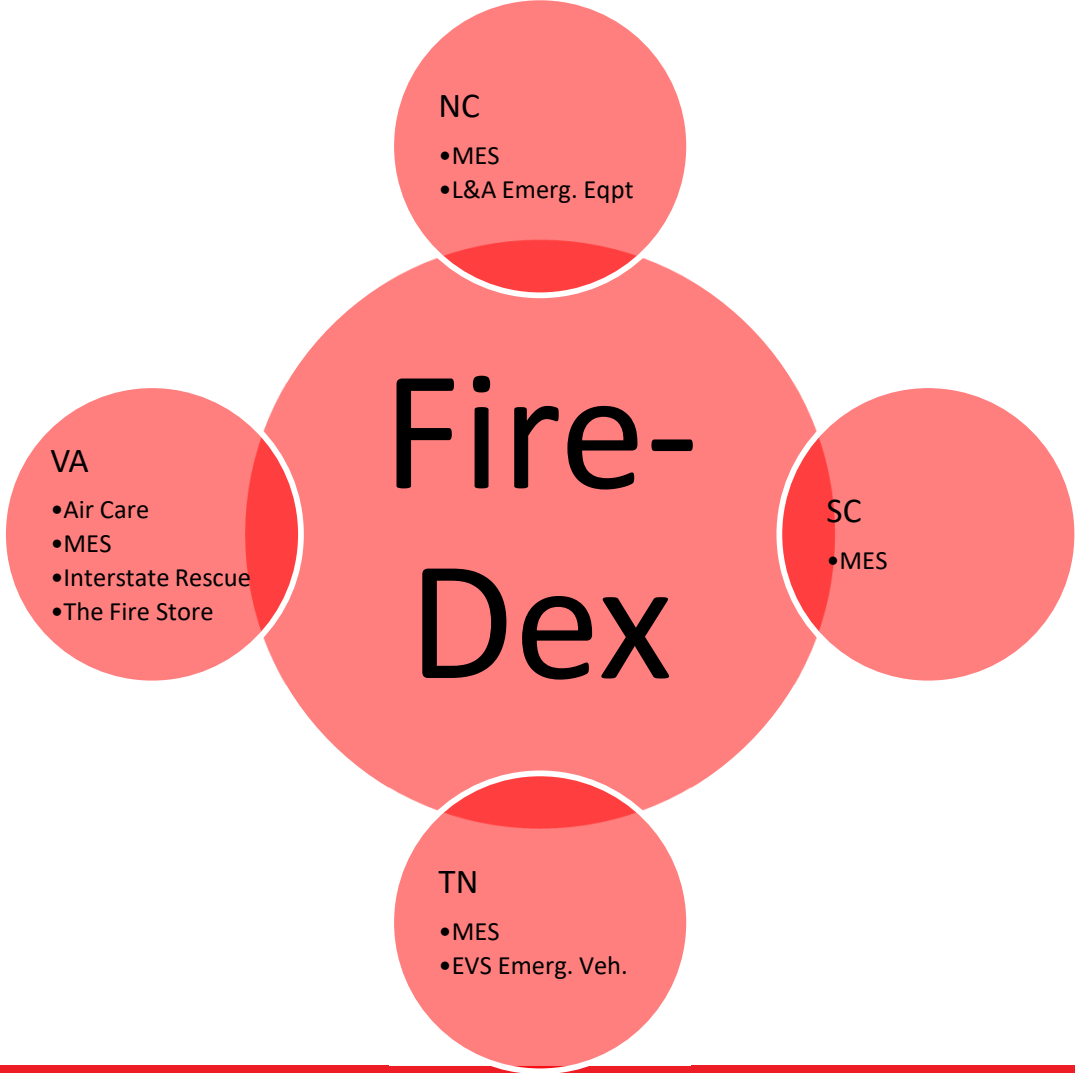 NC
•MES
•L&A Emerg. Eqpt
Fire-
Dex
VA
•Air Care
•MES
•Interstate Rescue
•The Fire Store
SC
•MES
TN
•MES
•EVS Emerg. Veh.